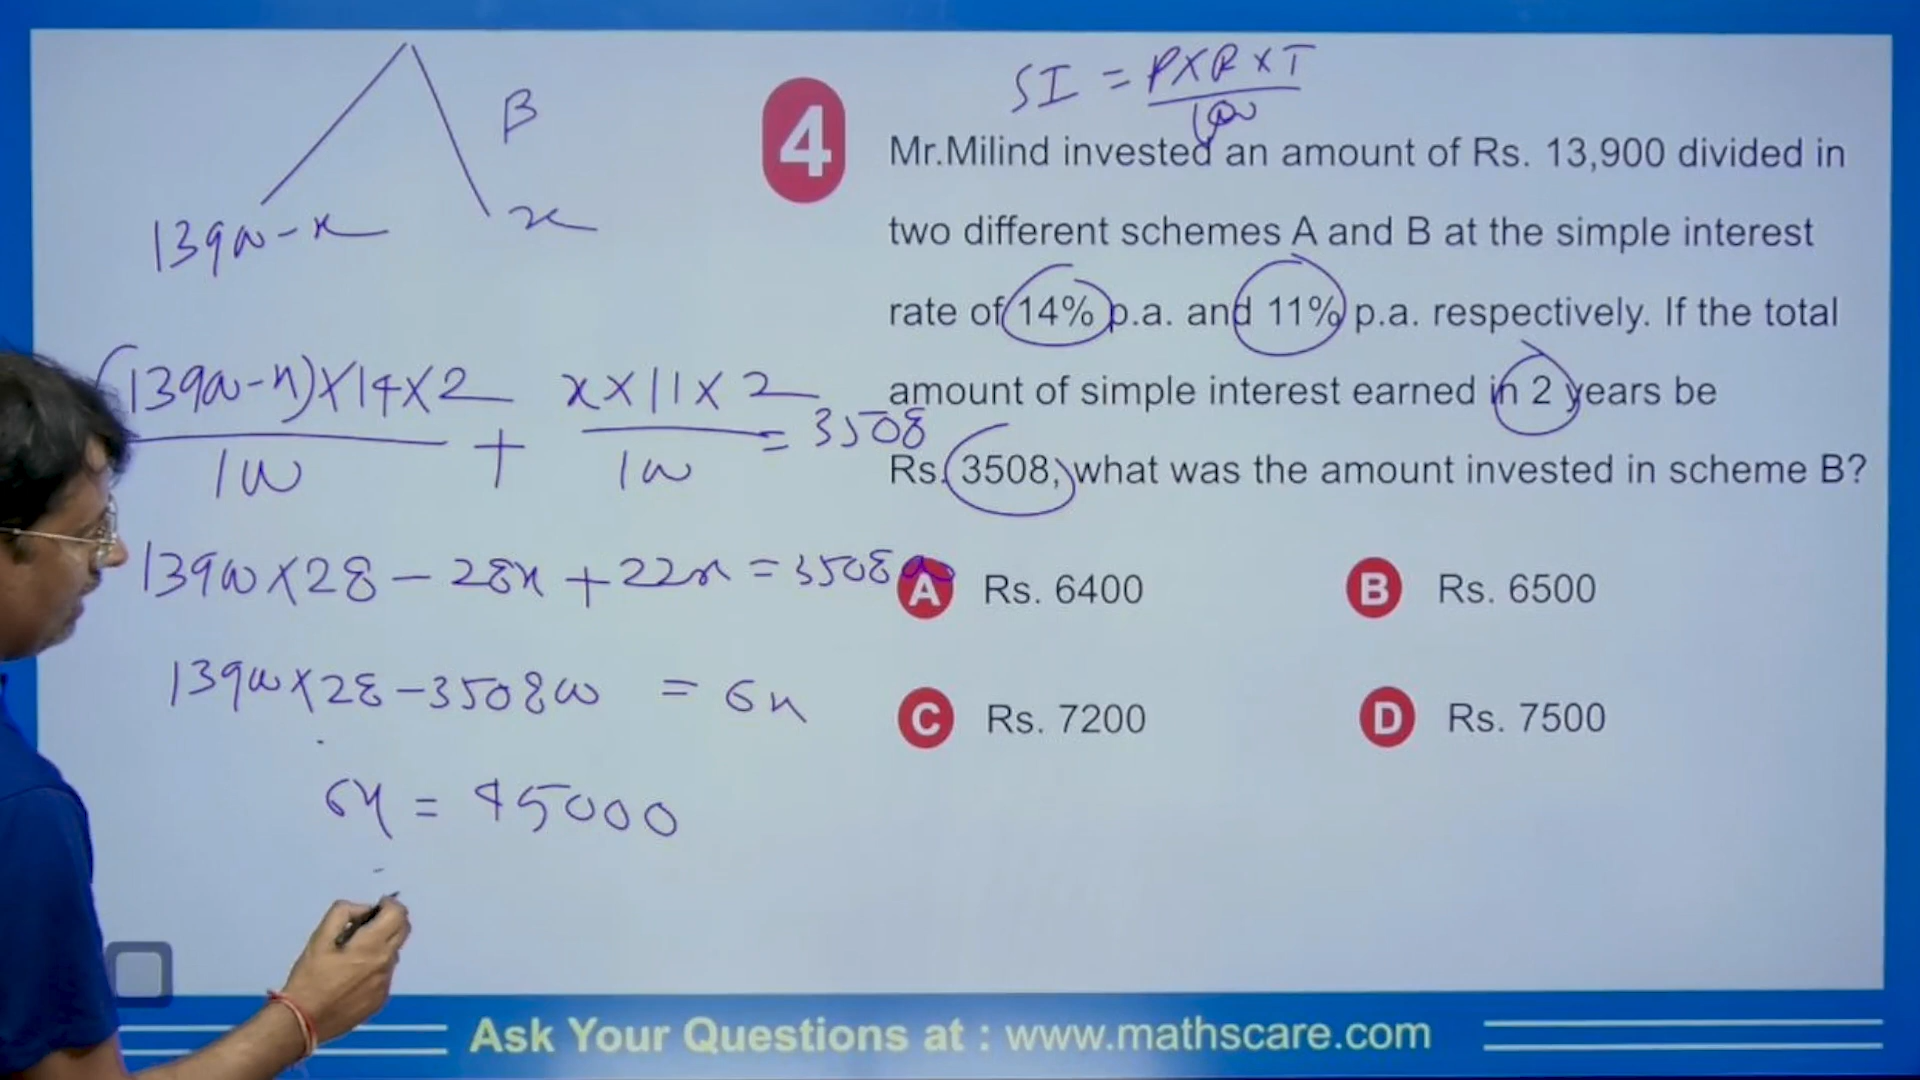 SI = P×R×T
100
4
Mr.Milind invested an amount of Rs. 13,900 divided in
two different schemes A and B at the simple interest
rate of 14% p.a. and 11% p.a. respectively. If the total
amount of simple interest earned in 2 years be
Rs. 3508, what was the amount invested in scheme B?
A Rs. 6400
B Rs. 6500
C Rs. 7200
D Rs. 7500
B
13900-x
x
(13900-x)×14×2
100
+
x×11×2
100
= 3508
13900×28 - 28x + 22x = 350800
13900×28 - 350800 = 6x
6x = 45000
Ask Your Questions at : www.mathscare.com